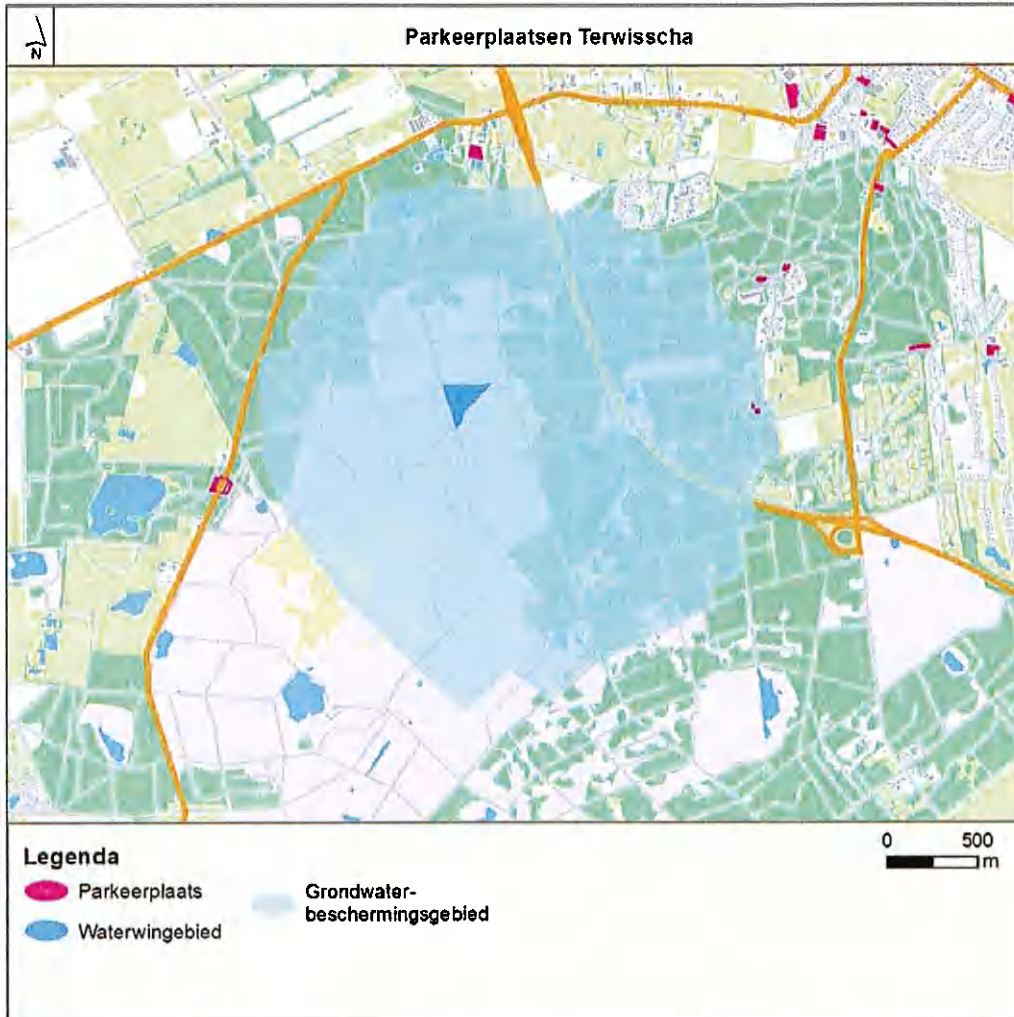 N
Parkeerplaatsen Terwisscha
Legenda
Parkeerplaats
Waterwingebied
Grondwater-
beschermingsgebied
0 500
m